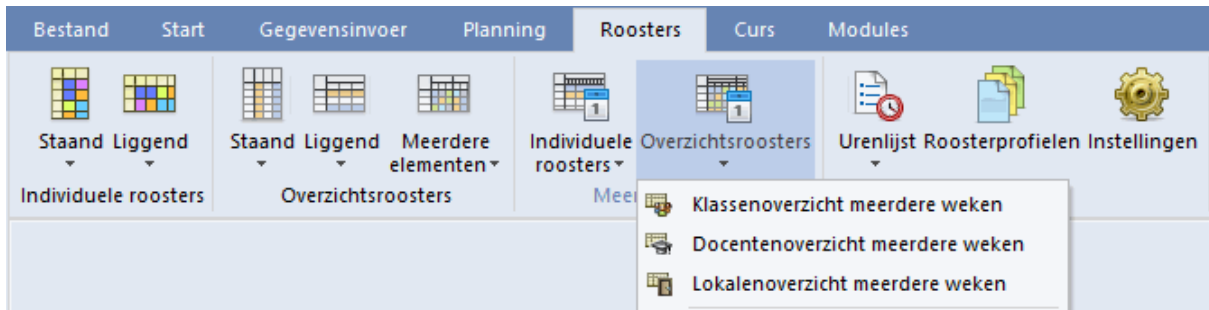 Bestand Start Gegevensinvoer Planning Roosters Curs Modules
Staand Liggend Staand Liggend Meerdere elementen Individuele roosters Overzichtsroosters Urenlijst Roosterprofielen Instellingen
Individuele roosters Overzichtsroosters Meer
Klassenoverzicht meerdere weken
Docentenoverzicht meerdere weken
Lokalenoverzicht meerdere weken